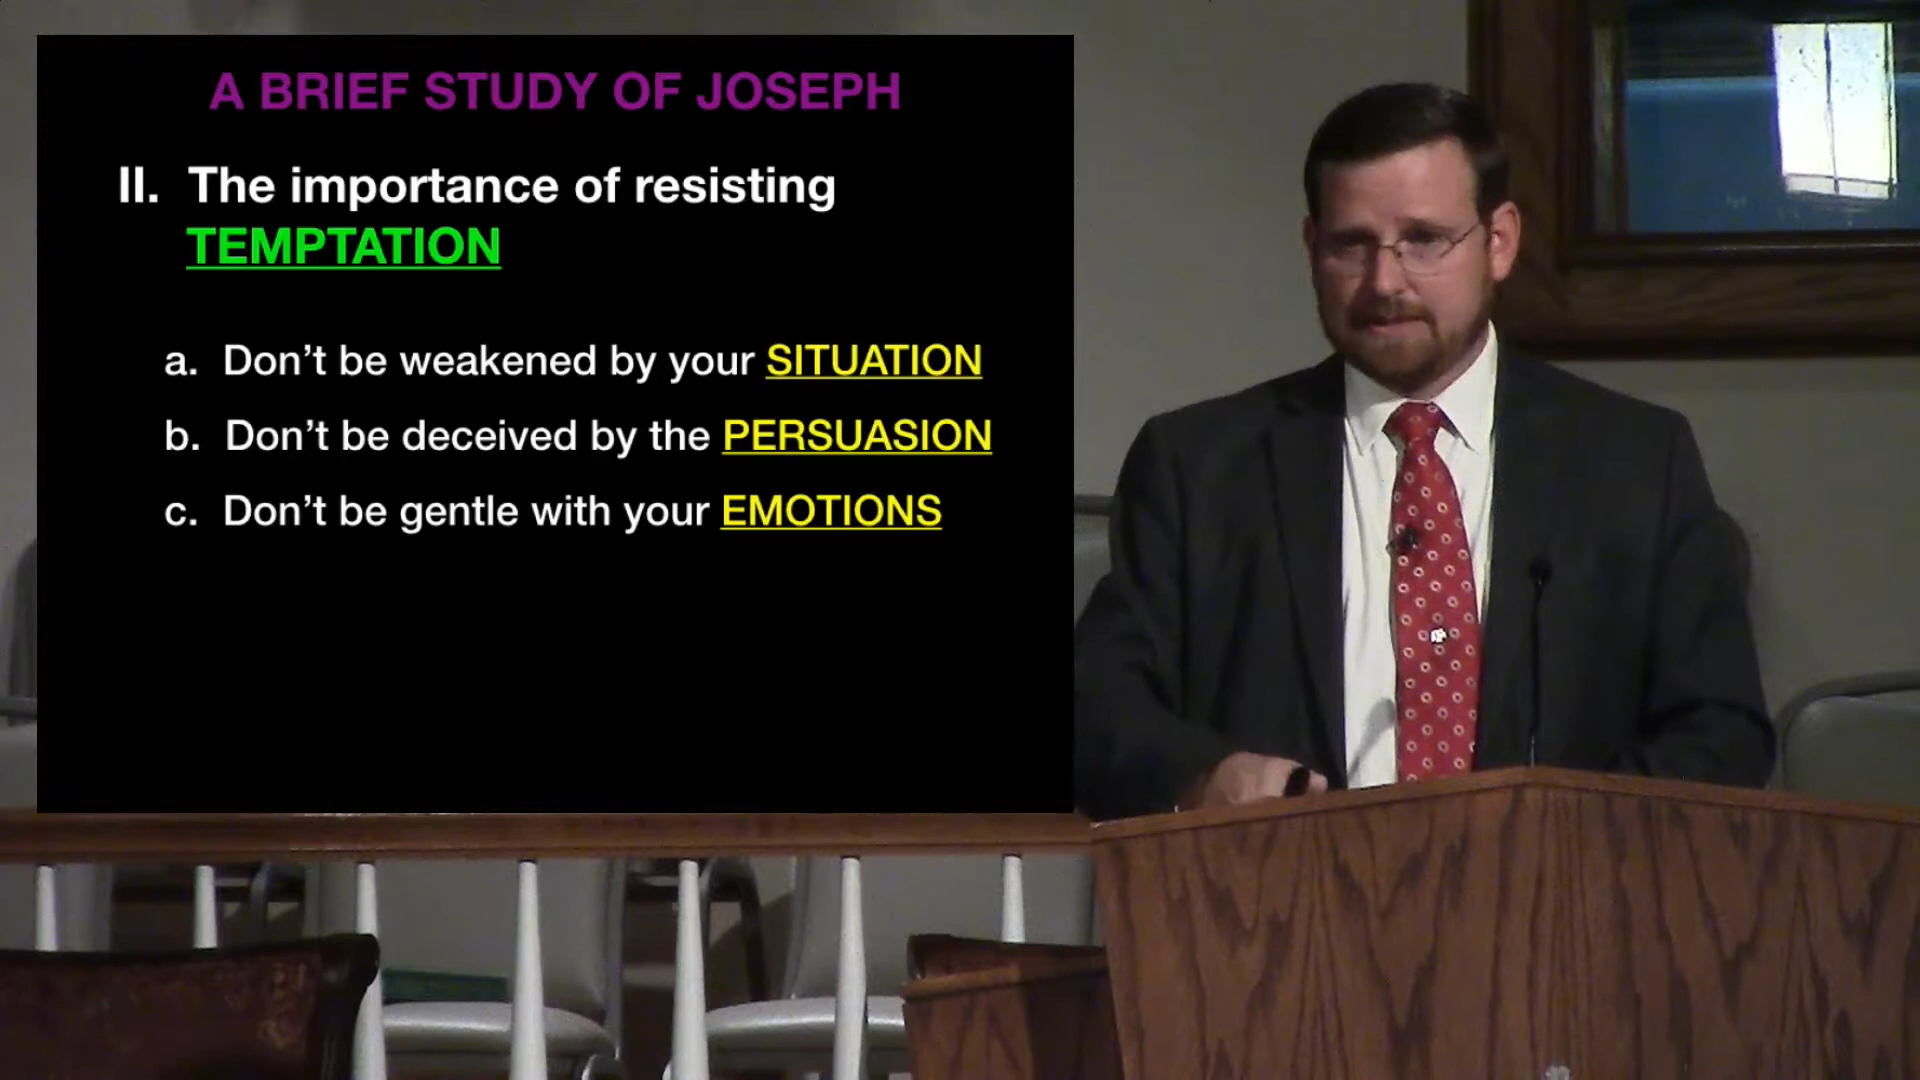 A BRIEF STUDY OF JOSEPH
II. The importance of resisting
TEMPTATION
a. Don’t be weakened by your SITUATION
b. Don’t be deceived by the PERSUASION
c. Don’t be gentle with your EMOTIONS